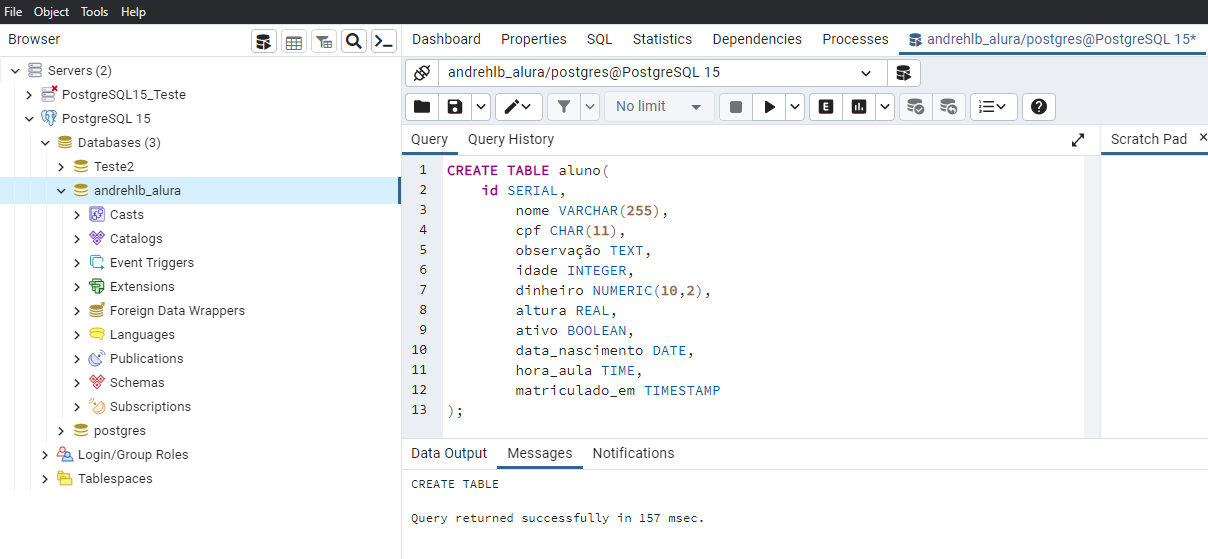 File Object Tools Help
Browser
Dashboard Properties SQL Statistics Dependencies Processes andrehlb_alura/postgres@PostgreSQL 15*
Servers (2)
PostgreSQL15_Teste
PostgreSQL 15
Databases (3)
Teste2
andrehlb_alura
Casts
Catalogs
Event Triggers
Extensions
Foreign Data Wrappers
Languages
Publications
Schemas
Subscriptions
postgres
Login/Group Roles
Tablespaces
andrehlb_alura/postgres@PostgreSQL 15
No limit
E
Query Query History
Scratch Pad
1 CREATE TABLE aluno(
2 id SERIAL,
3 nome VARCHAR(255),
4 cpf CHAR(11),
5 observação TEXT,
6 idade INTEGER,
7 dinheiro NUMERIC(10,2),
8 altura REAL,
9 ativo BOOLEAN,
10 data_nascimento DATE,
11 hora_aula TIME,
12 matriculado_em TIMESTAMP
13 );
Data Output Messages Notifications
CREATE TABLE
Query returned successfully in 157 msec.